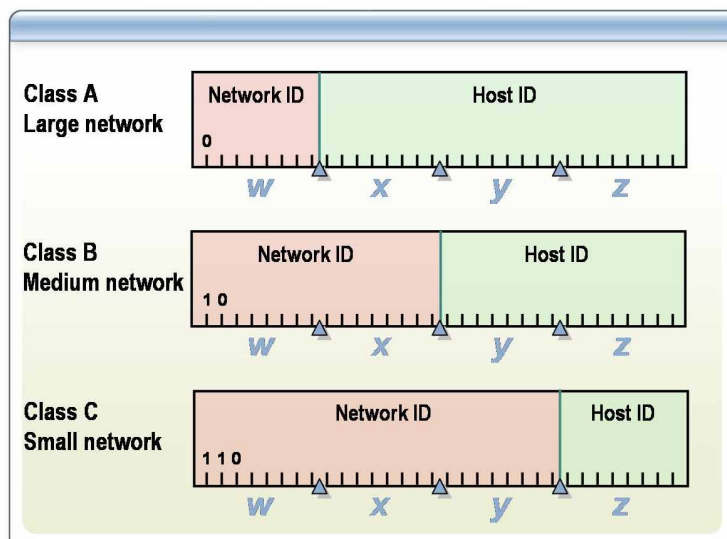 Class A
Large network
Network ID
Host ID
0
w x y z
Class B
Medium network
Network ID
Host ID
1 0
w x y z
Class C
Small network
Network ID
Host ID
1 1 0
w x y z